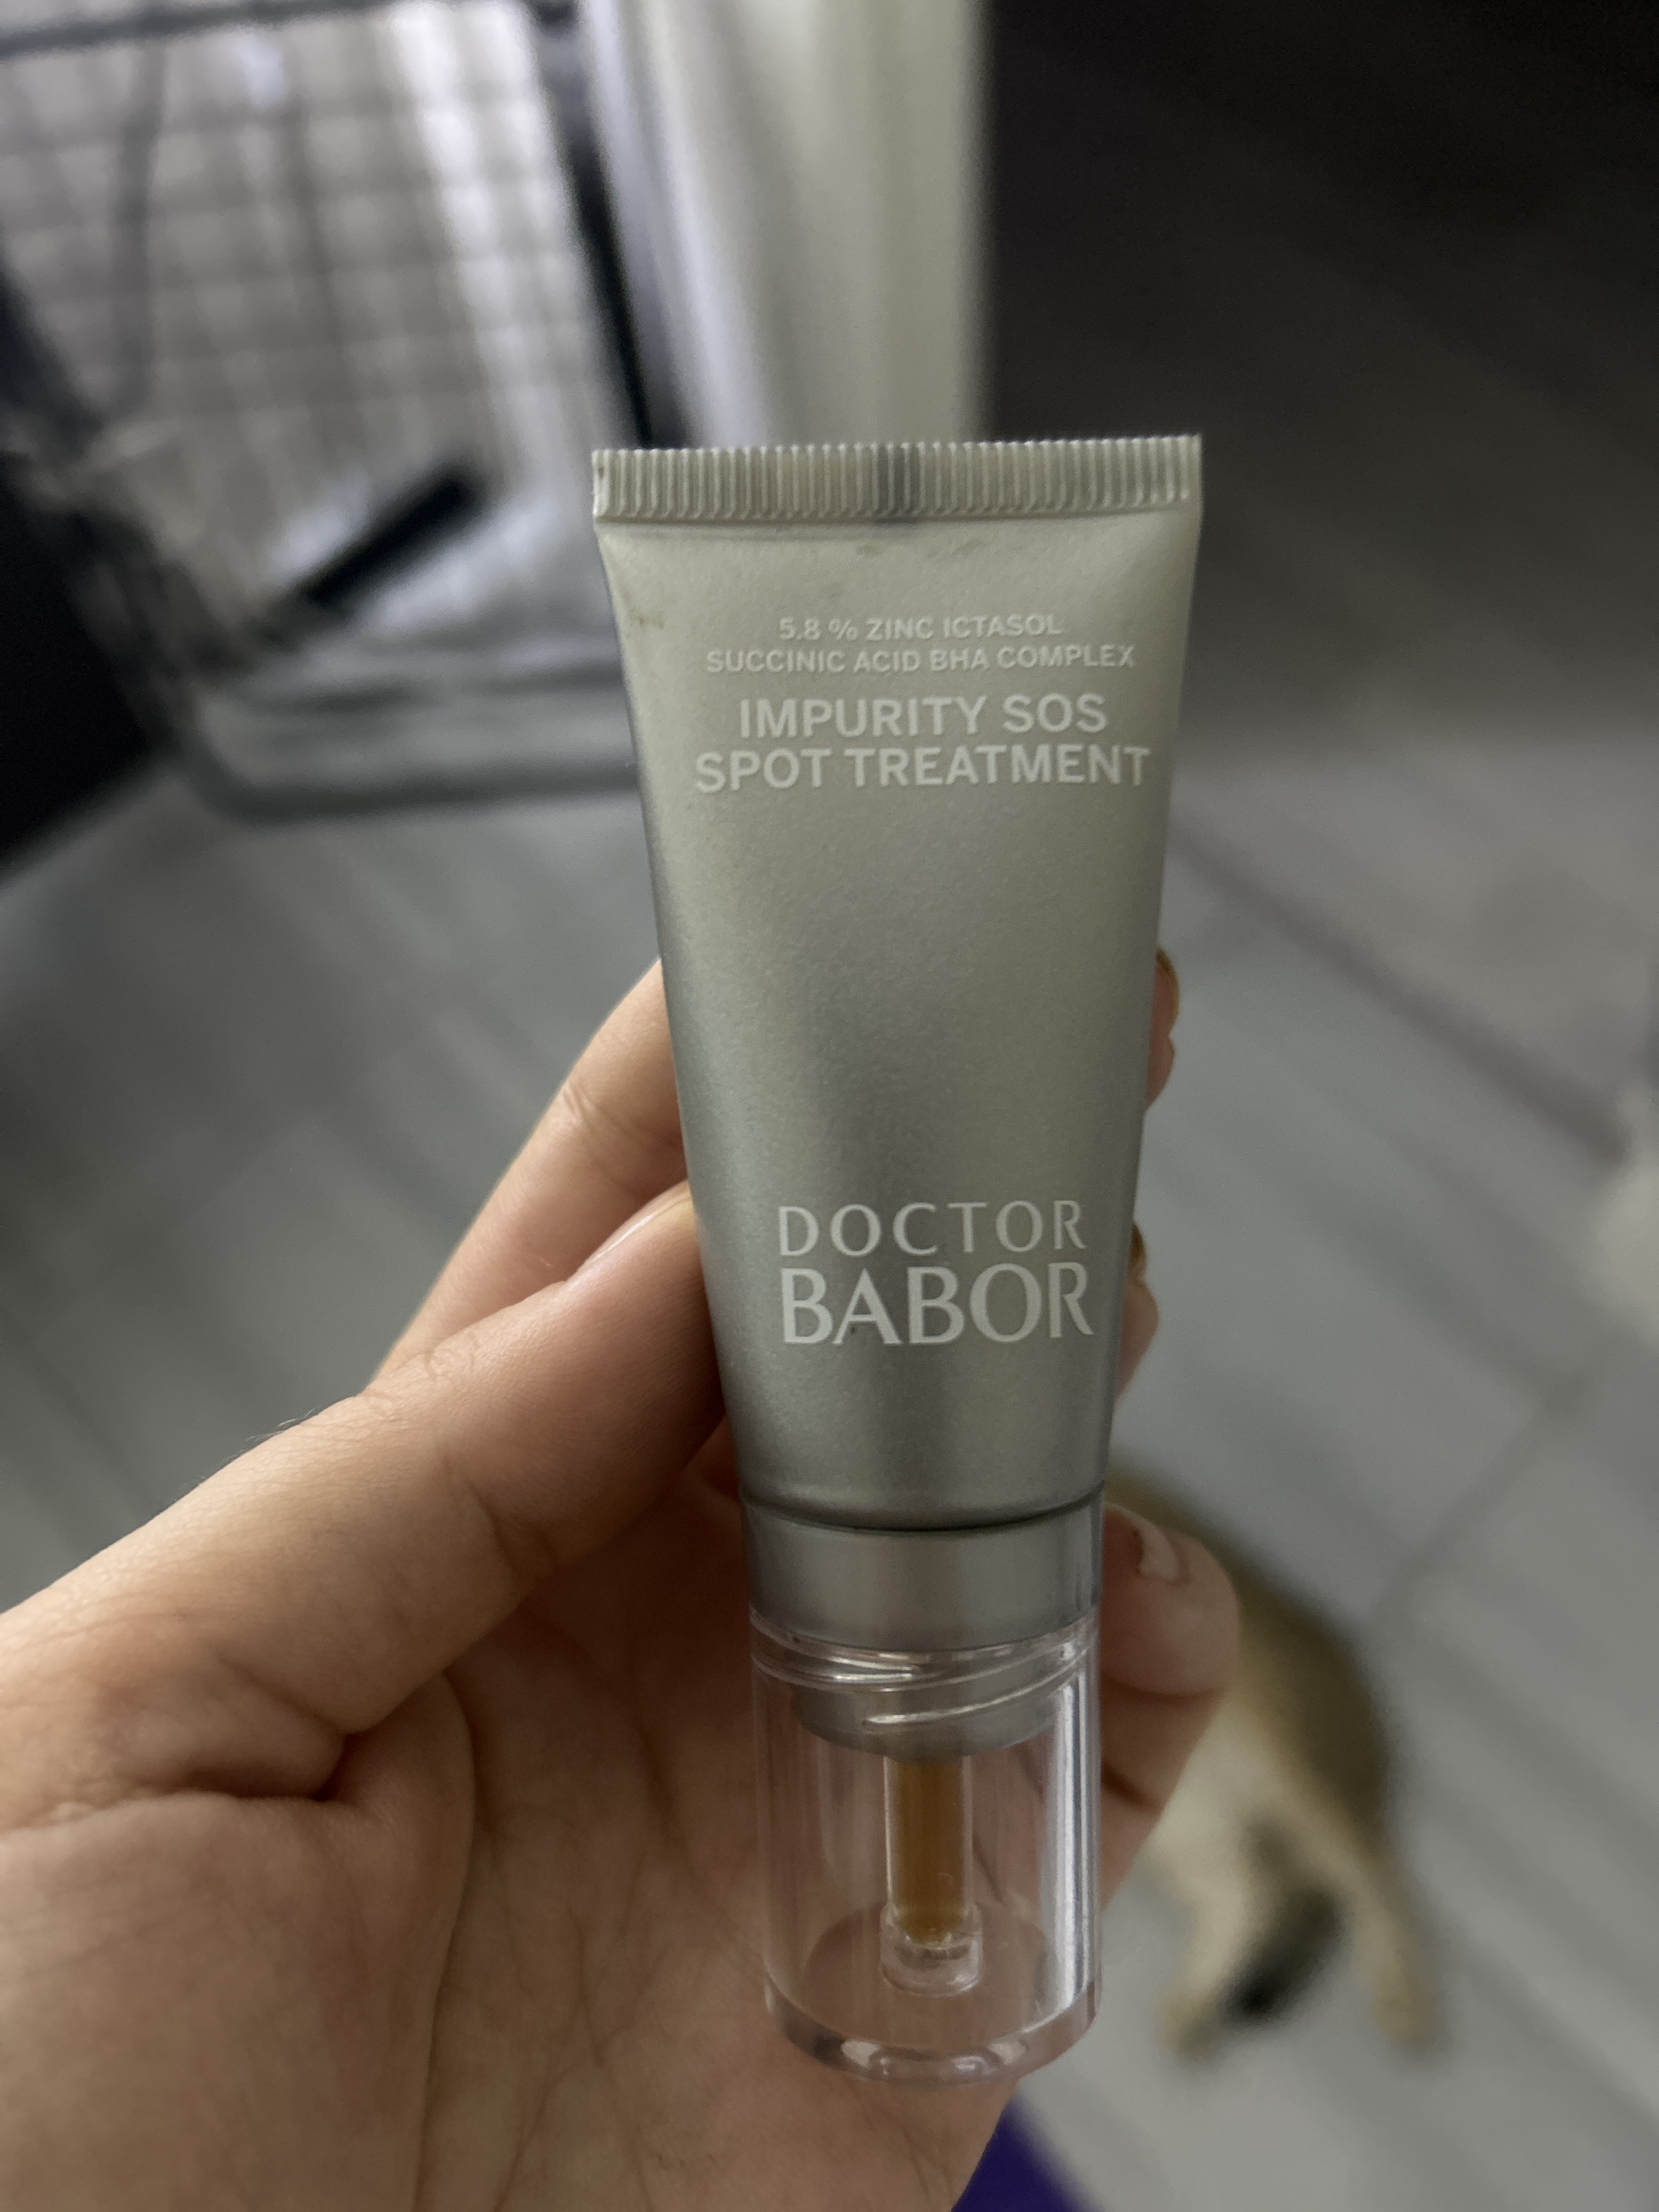 5.8 % ZINC ICTASOL
SUCCINIC ACID BHA COMPLEX
IMPURITY SOS
SPOT TREATMENT
DOCTOR
BABOR